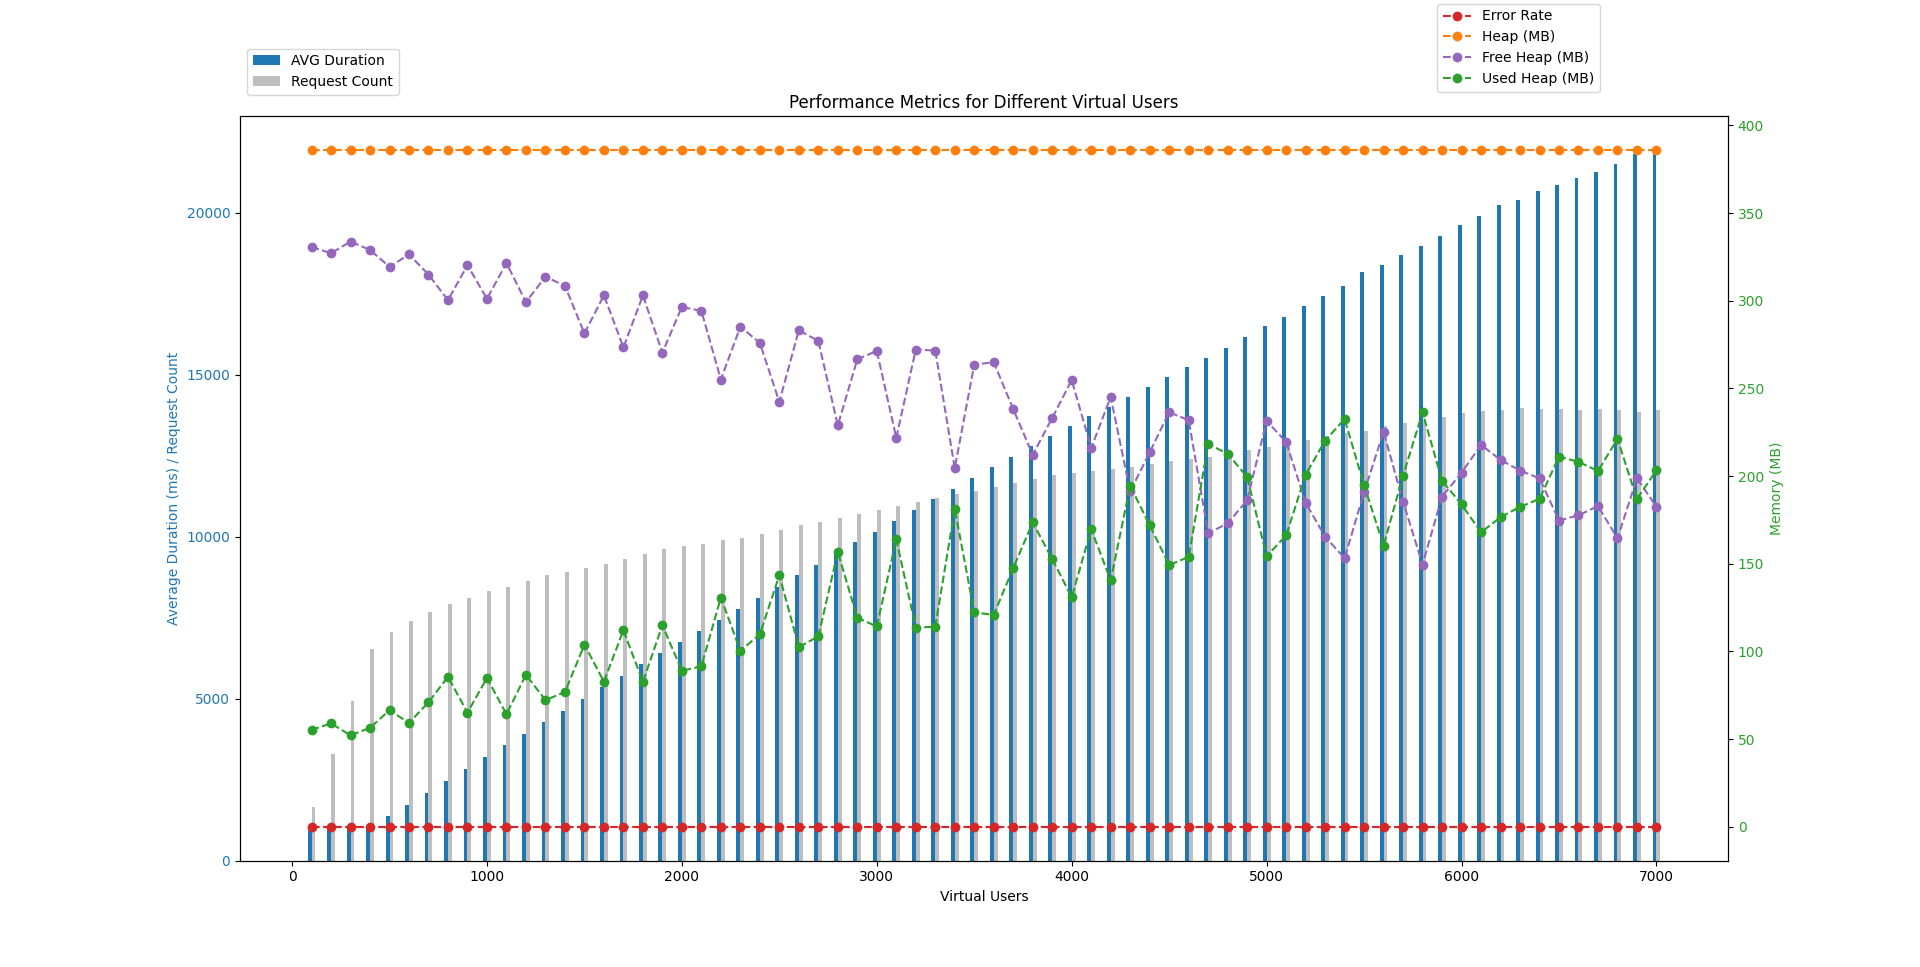 Error Rate
Heap (MB)
Free Heap (MB)
Used Heap (MB)
AVG Duration
Request Count
Performance Metrics for Different Virtual Users
Average Duration (ms) / Request Count
20000
15000
10000
5000
0
400
350
300
250
200
150
100
50
0
Memory (MB)
0 1000 2000 3000 4000 5000 6000 7000
Virtual Users